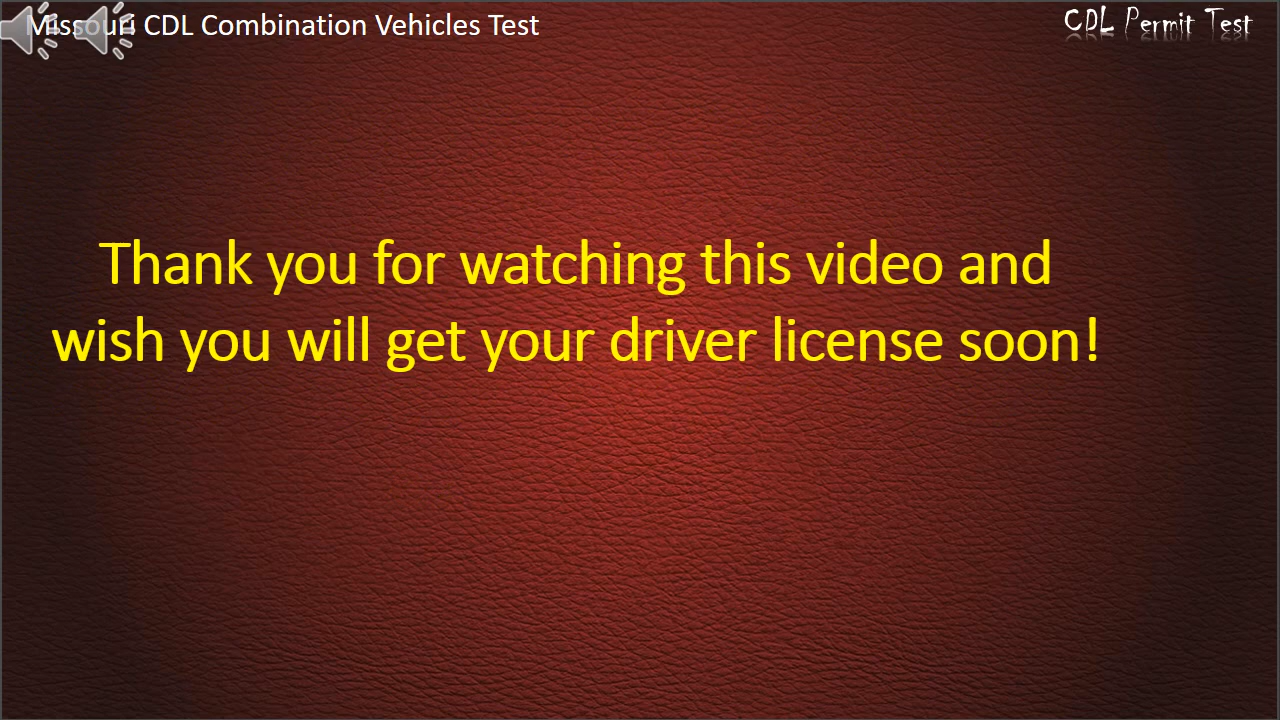 Missouri CDL Combination Vehicles Test
CDL Permit Test
Thank you for watching this video and
wish you will get your driver license soon!